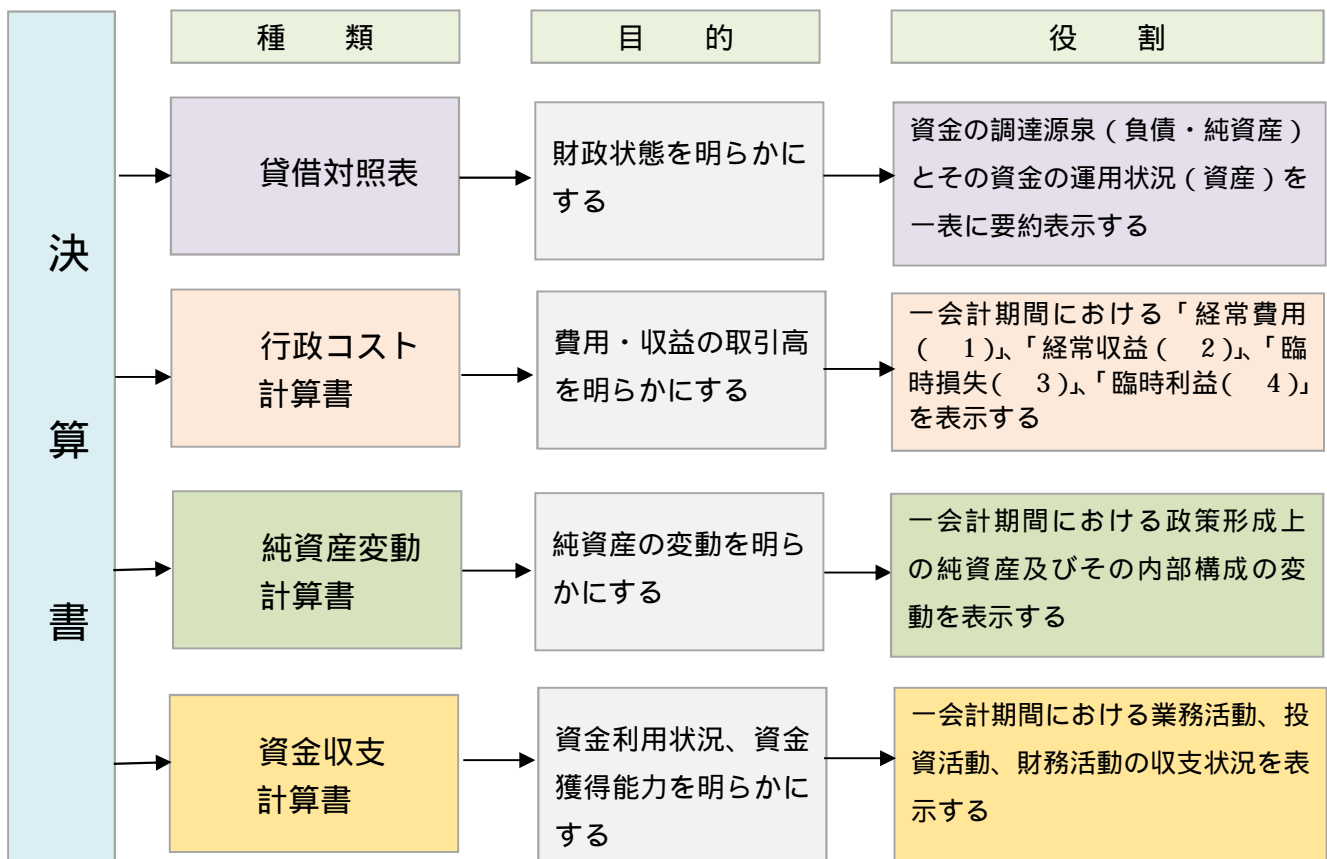 決
算
書
種　類
目　的
役　割
貸借対照表
財政状態を明らかに
する
資金の調達源泉（負債・純資産）
とその資金の運用状況（資産）を
一表に要約表示する
行政コスト
計算書
費用・収益の取引高
を明らかにする
一会計期間における「経常費用
（　1）」、「経常収益（　2）」、「臨
時損失（　3）」、「臨時利益（　4）」
を表示する
純資産変動
計算書
純資産の変動を明ら
かにする
一会計期間における政策形成上
の純資産及びその内部構成の変
動を表示する
資金収支
計算書
資金利用状況、資金
獲得能力を明らかに
する
一会計期間における業務活動、投
資活動、財務活動の収支状況を表
示する